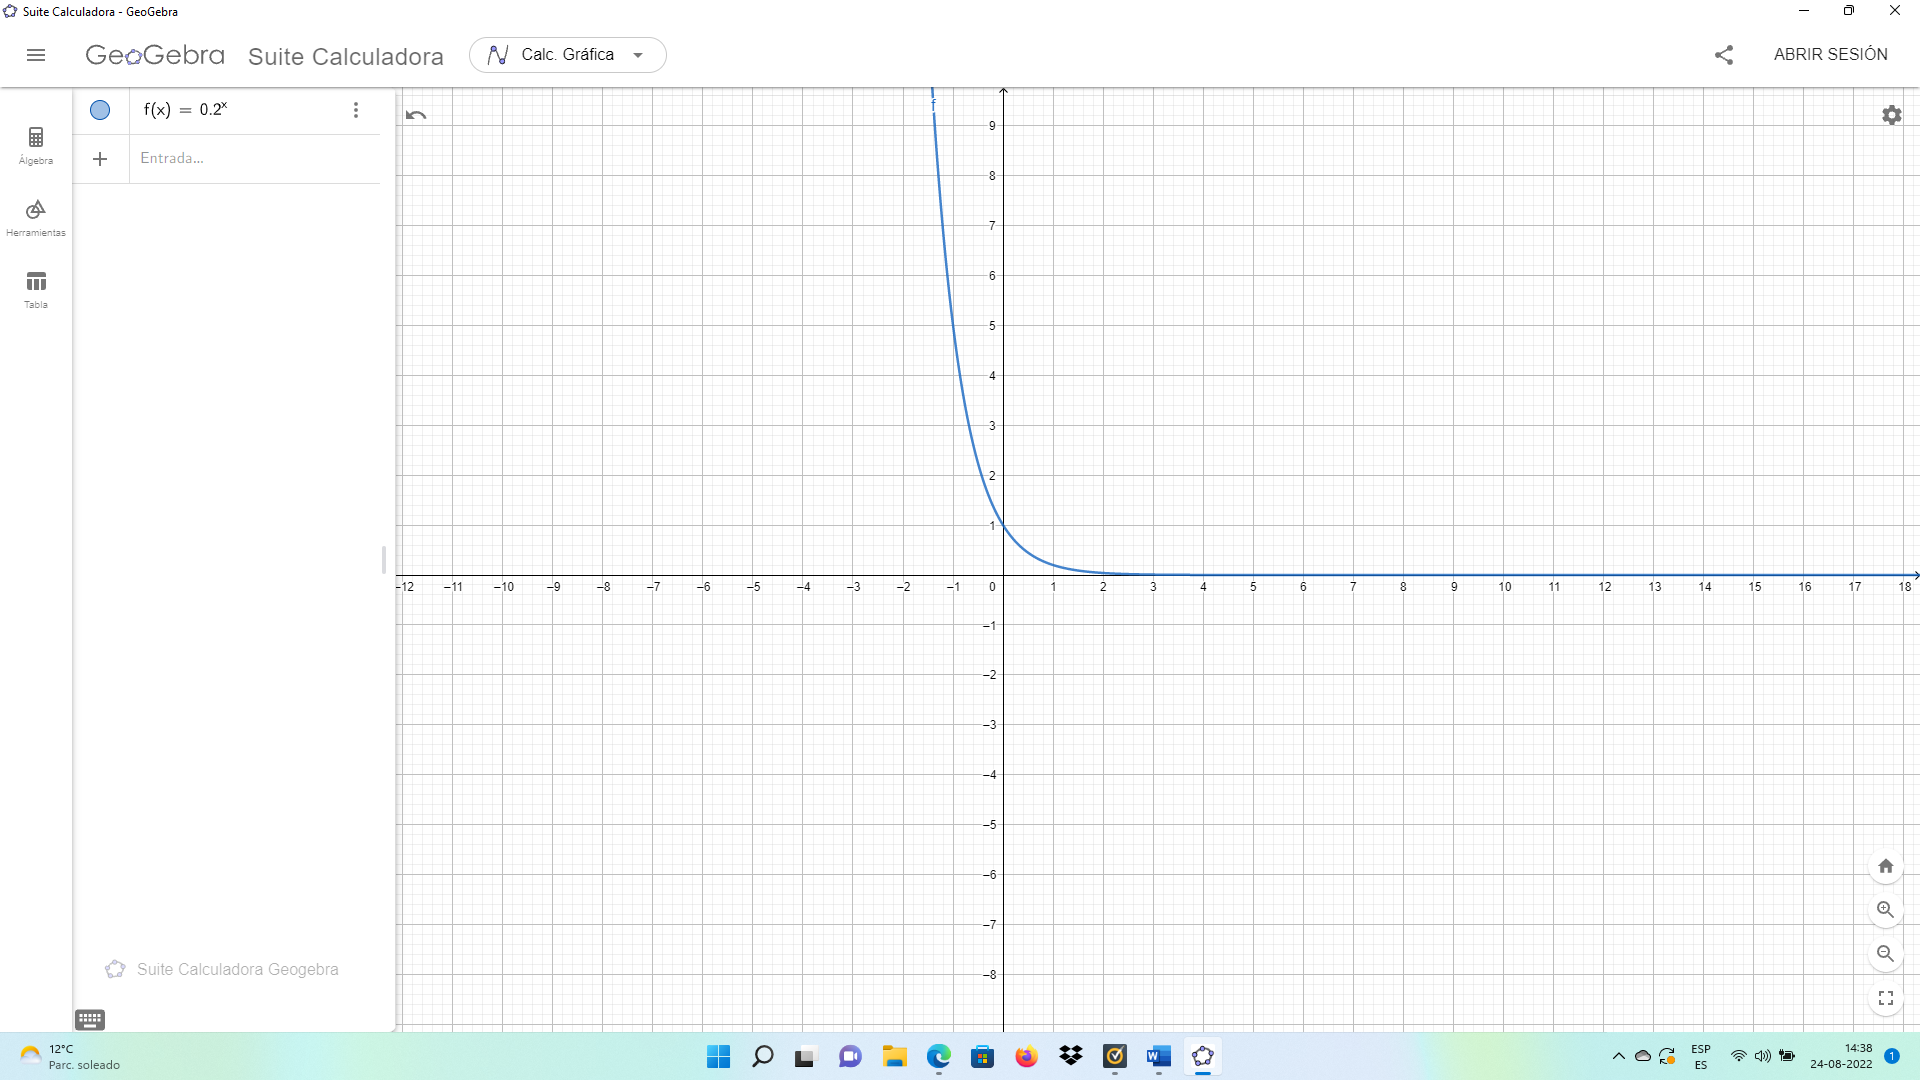 Suite Calculadora - GeoGebra
GeoGebra Suite Calculadora Calc. Gráfica ABRIR SESIÓN
f(x) = 0.2ˣ
Entrada...
Álgebra
Herramientas
Tabla
f
9
8
7
6
5
4
3
2
1
–12 –11 –10 –9 –8 –7 –6 –5 –4 –3 –2 –1 0 1 2 3 4 5 6 7 8 9 10 11 12 13 14 15 16 17 18
–1
–2
–3
–4
–5
–6
–7
–8
Suite Calculadora Geogebra
12°C
Parc. soleado
W
ESP
ES
14:38
24-08-2022
1